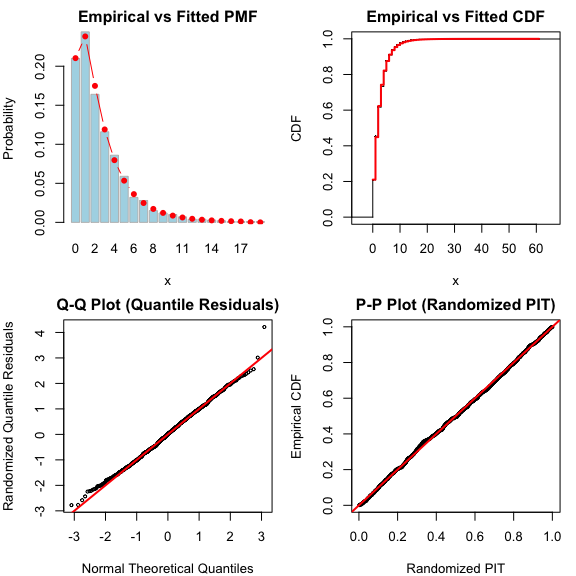 Empirical vs Fitted PMF
Probability
0.00 0.05 0.10 0.15 0.20
0 2 4 6 8 11 14 17
x
Empirical vs Fitted CDF
CDF
0.0 0.2 0.4 0.6 0.8 1.0
0 10 20 30 40 50 60
x
Q-Q Plot (Quantile Residuals)
Randomized Quantile Residuals
-3 -2 -1 0 1 2 3 4
-3 -2 -1 0 1 2 3
Normal Theoretical Quantiles
P-P Plot (Randomized PIT)
Empirical CDF
0.0 0.2 0.4 0.6 0.8 1.0
0.0 0.2 0.4 0.6 0.8 1.0
Randomized PIT